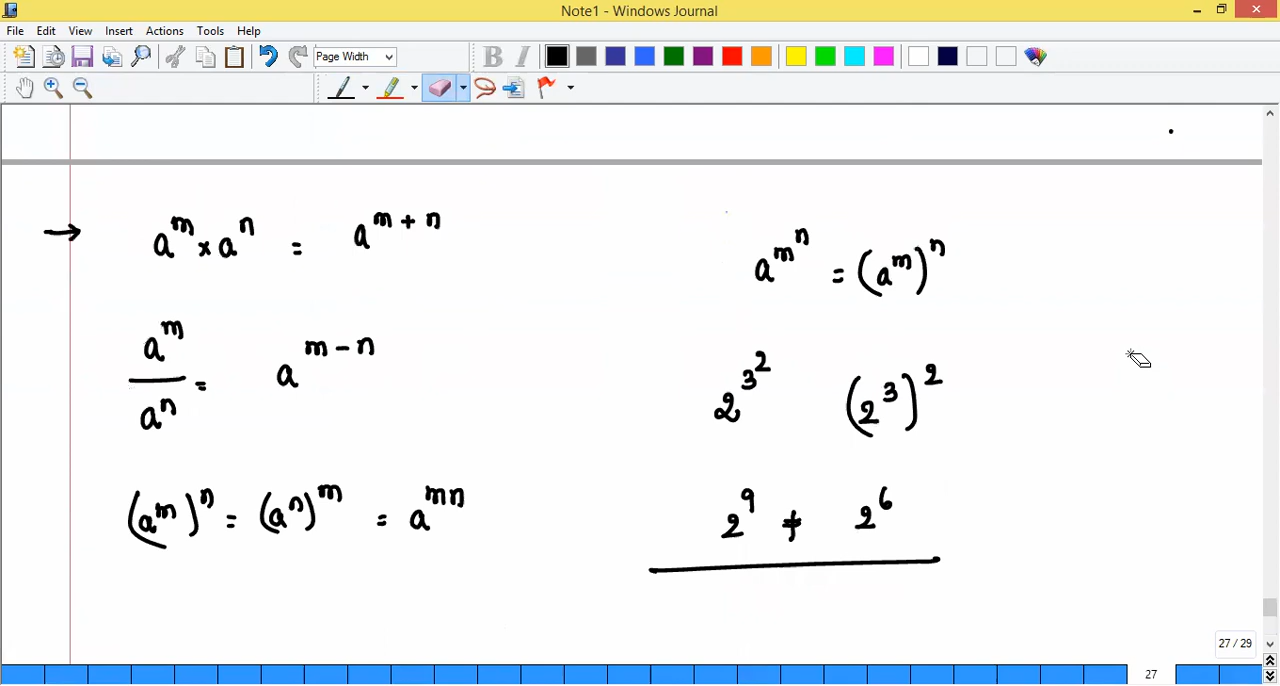 Note1 - Windows Journal
File Edit View Insert Actions Tools Help
Page Width
B I
→ a^m × a^n = a^(m + n)
a^m / a^n = a^(m - n)
(a^m)^n = (a^n)^m = a^(mn)
a^(m^n) = (a^m)^n
2^(3^2) (2^3)^2
2^9 ≠ 2^6
27 / 29
27